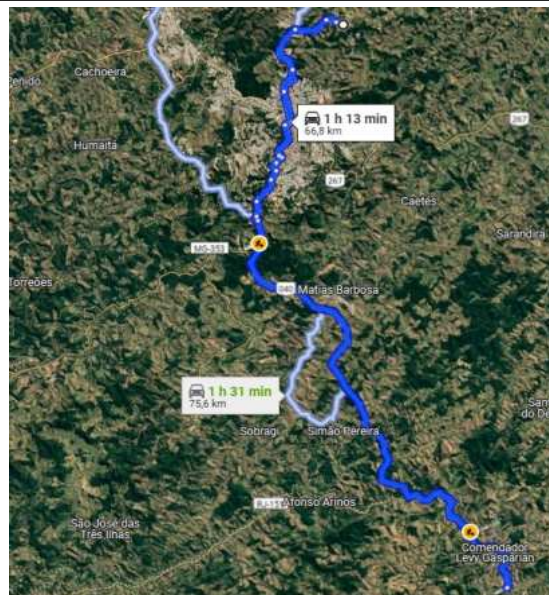 Cachoeira
1 h 13 min
66,8 km
267
Humaitá
267
Caetés
Sarandira
MG-353
Torreões
040
Matias Barbosa
1 h 31 min
75,6 km
Sobragi
Simão Pereira
Afonso Arinos
São José das
Três Ilhas
Comendador
Levy Gasparian